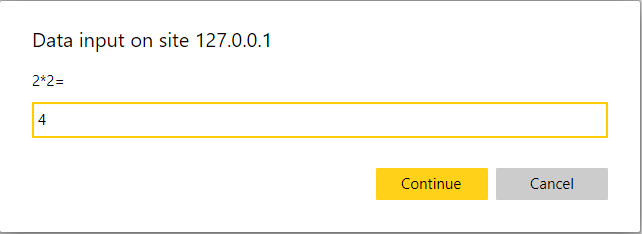 Data input on site 127.0.0.1
2*2=
4
Continue Cancel